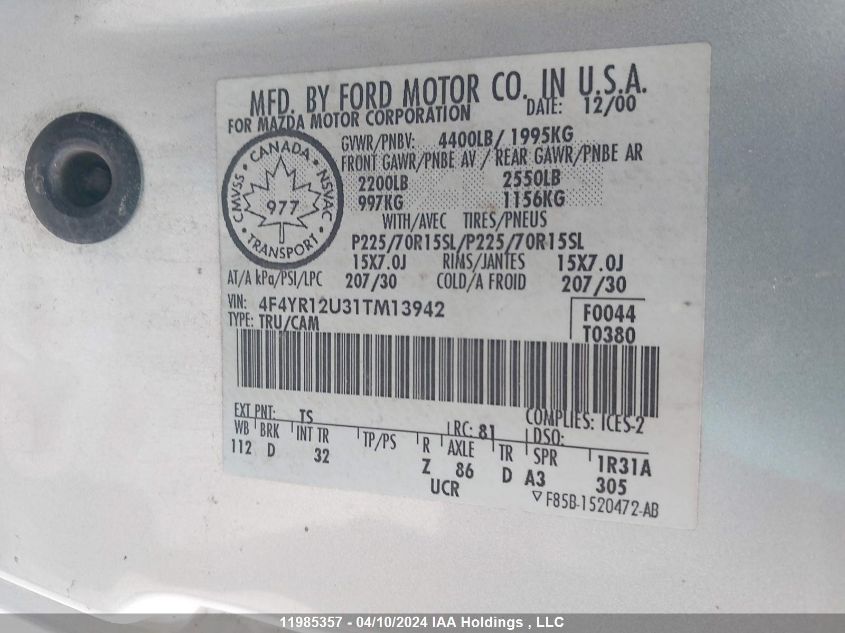 MFD. BY FORD MOTOR CO. IN U.S.A.
FOR MAZDA MOTOR CORPORATION DATE: 12/00
GVWR/PNBV: 4400LB/ 1995KG
FRONT GAWR/PNBE AV / REAR GAWR/PNBE AR
2200LB 2550LB
997KG 1156KG
CANADA
CMVSS NSVAC
977
TRANSPORT
WITH/AVEC TIRES/PNEUS
P225/70R15SL/P225/70R15SL
15X7.0J RIMS/JANTES 15X7.0J
AT/A kPa/PSI/LPC 207/30 COLD/A FROID 207/30
VIN: 4F4YR12U31TM13942 F0044
TYPE: TRU/CAM T0380
EXT PNT: TS RC: 81 COMPLIES: ICES-2
DSO:
WB BRK INT TR TP/PS R AXLE TR SPR 1R31A
112 D 32 Z 86 D A3 305
UCR F85B-1520472-AB
11985357 - 04/10/2024 IAA Holdings , LLC